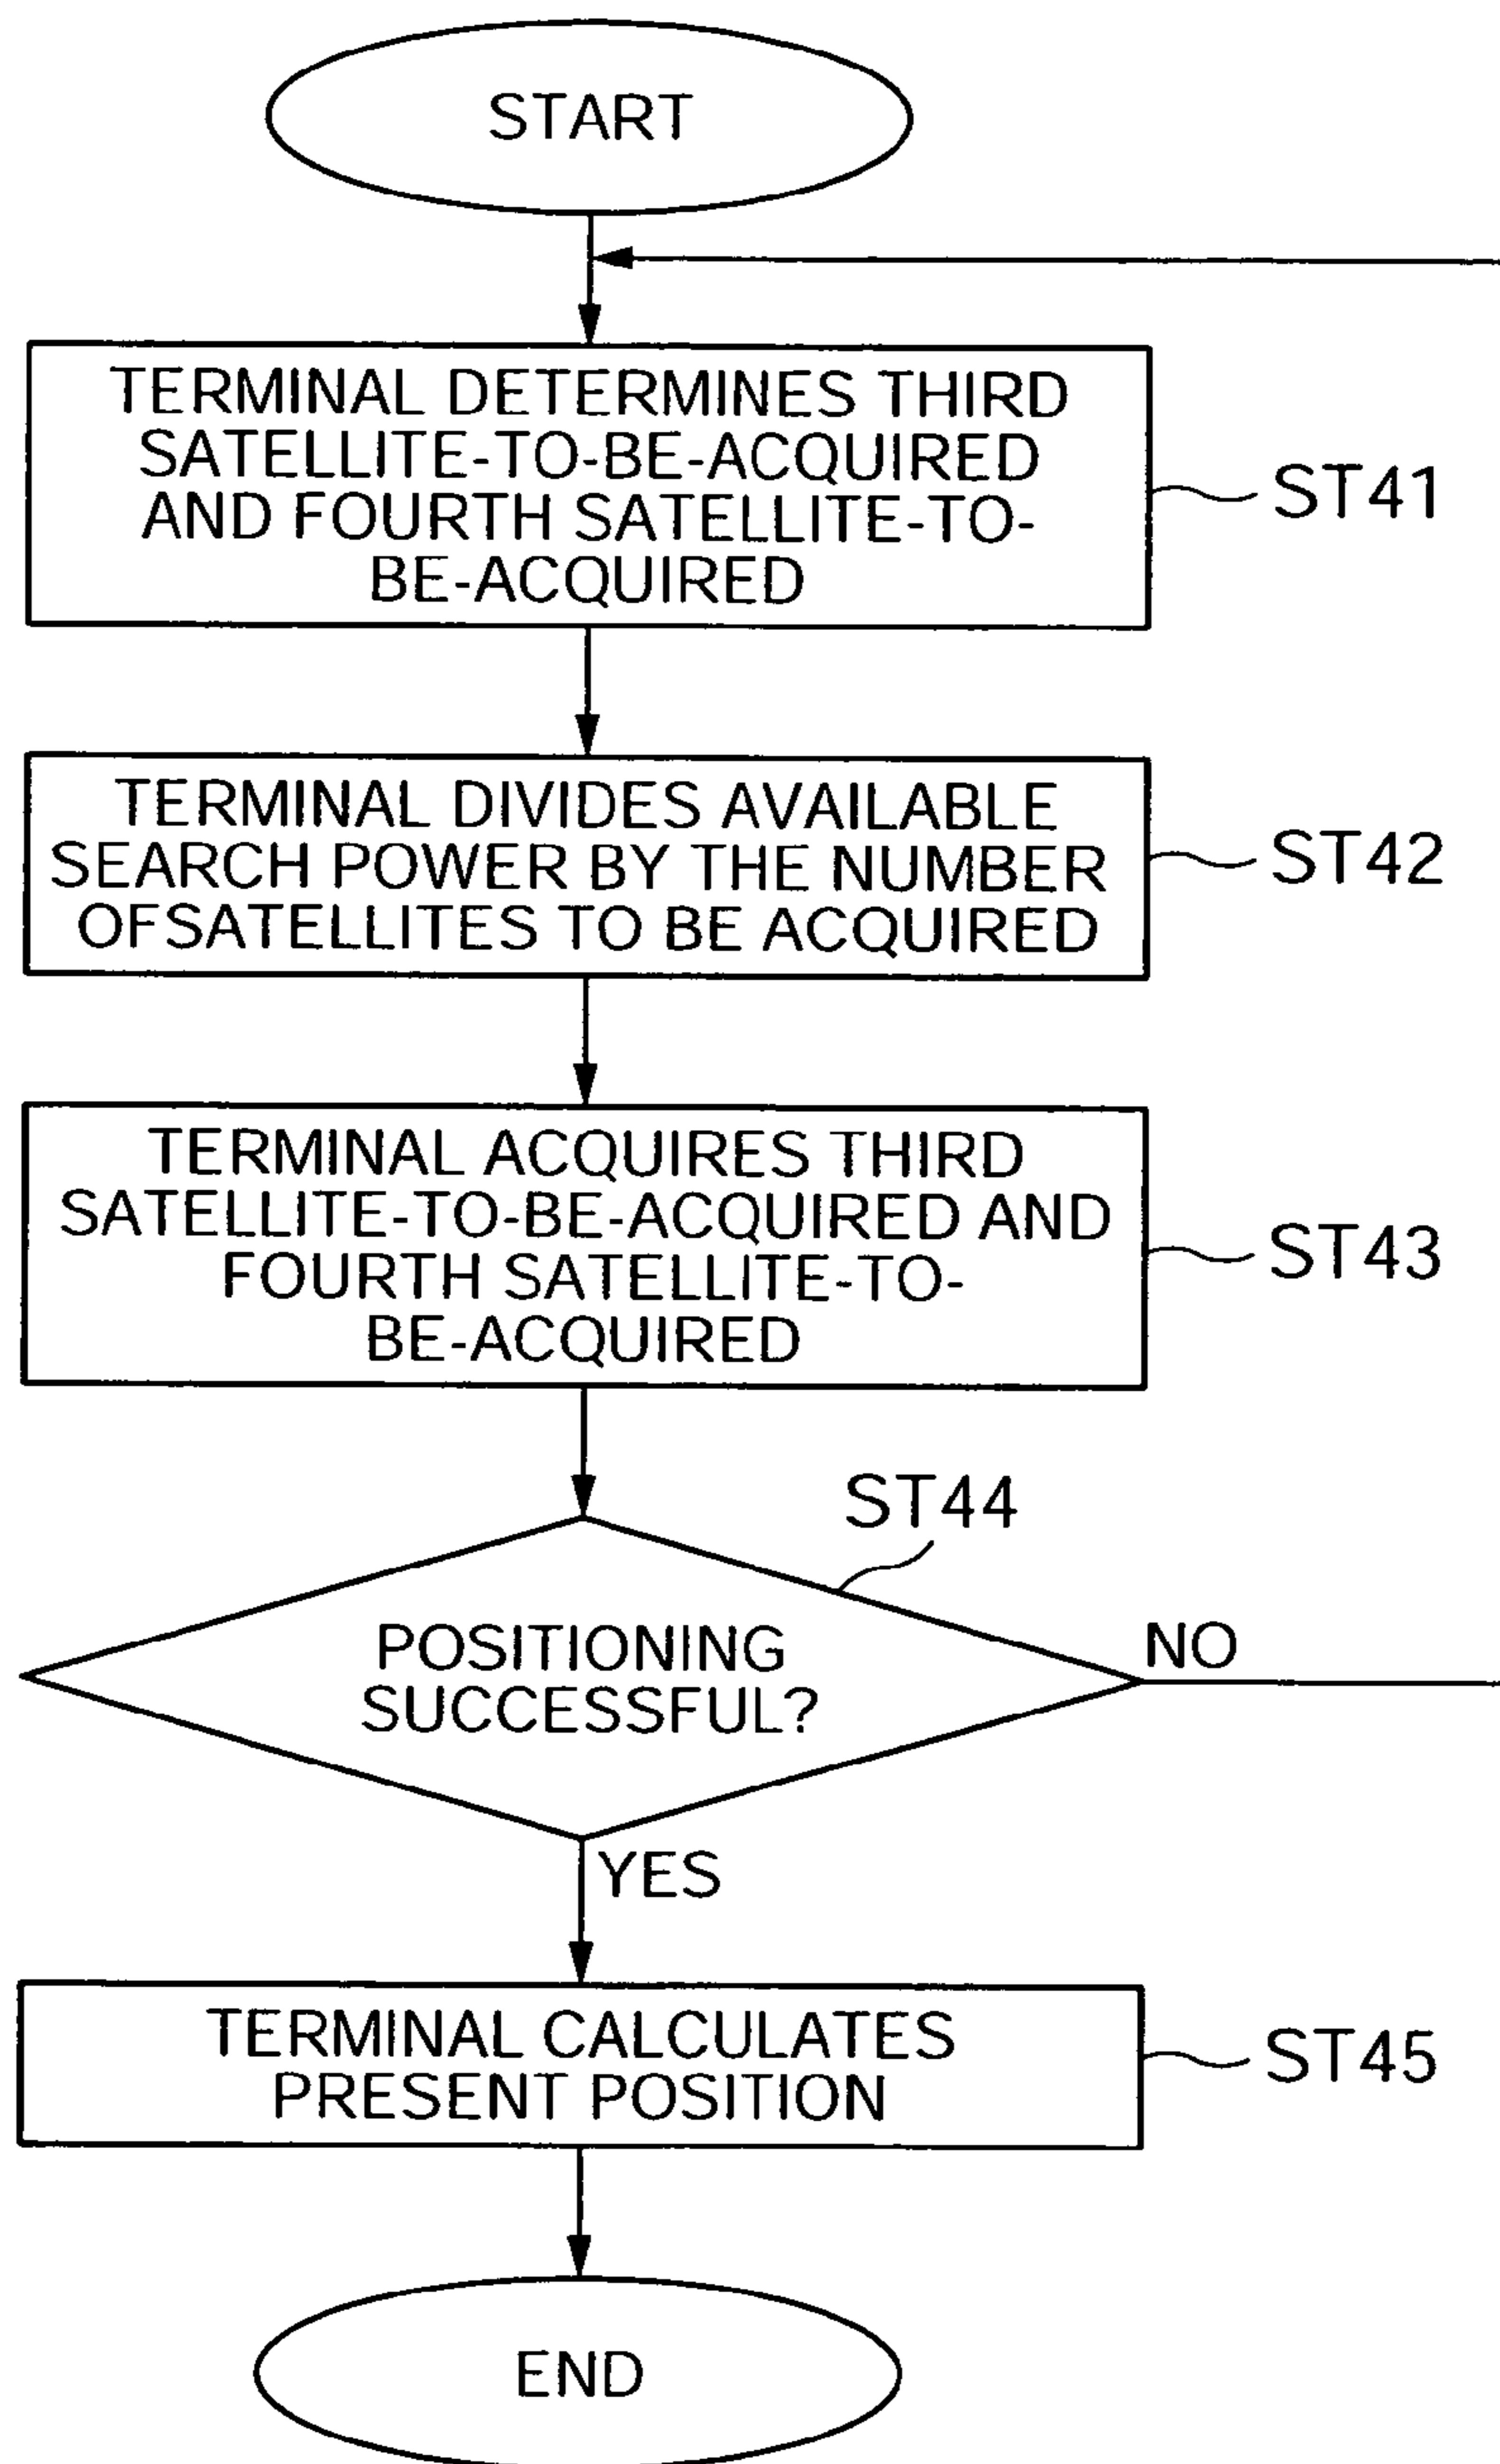 START
TERMINAL DETERMINES THIRD
SATELLITE-TO-BE-ACQUIRED
AND FOURTH SATELLITE-TO-
BE-ACQUIRED
ST41
TERMINAL DIVIDES AVAILABLE
SEARCH POWER BY THE NUMBER
OFSATELLITES TO BE ACQUIRED
ST42
TERMINAL ACQUIRES THIRD
SATELLITE-TO-BE-ACQUIRED AND
FOURTH SATELLITE-TO-
BE-ACQUIRED
ST43
ST44
POSITIONING
SUCCESSFUL?
NO
YES
TERMINAL CALCULATES
PRESENT POSITION
ST45
END